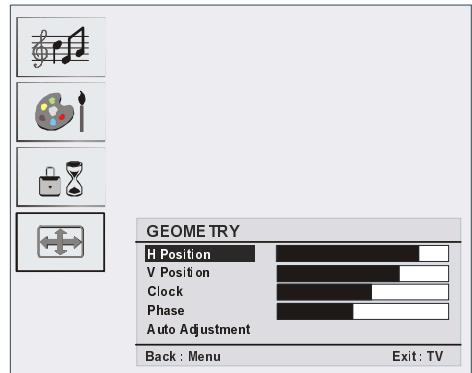 GEOMETRY
H Position
V Position
Clock
Phase
Auto Adjustment
Back : Menu Exit : TV